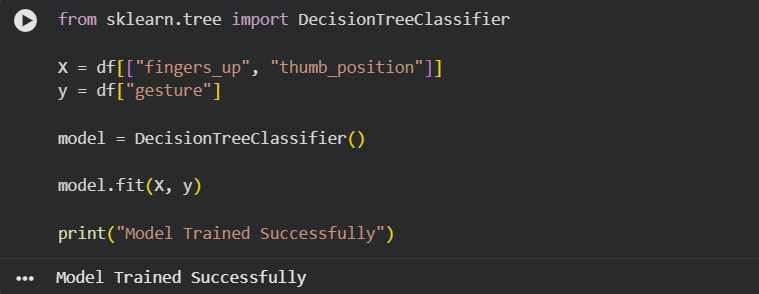 from sklearn.tree import DecisionTreeClassifier
X = df[["fingers_up", "thumb_position"]]
y = df["gesture"]
model = DecisionTreeClassifier()
model.fit(X, y)
print("Model Trained Successfully")
Model Trained Successfully